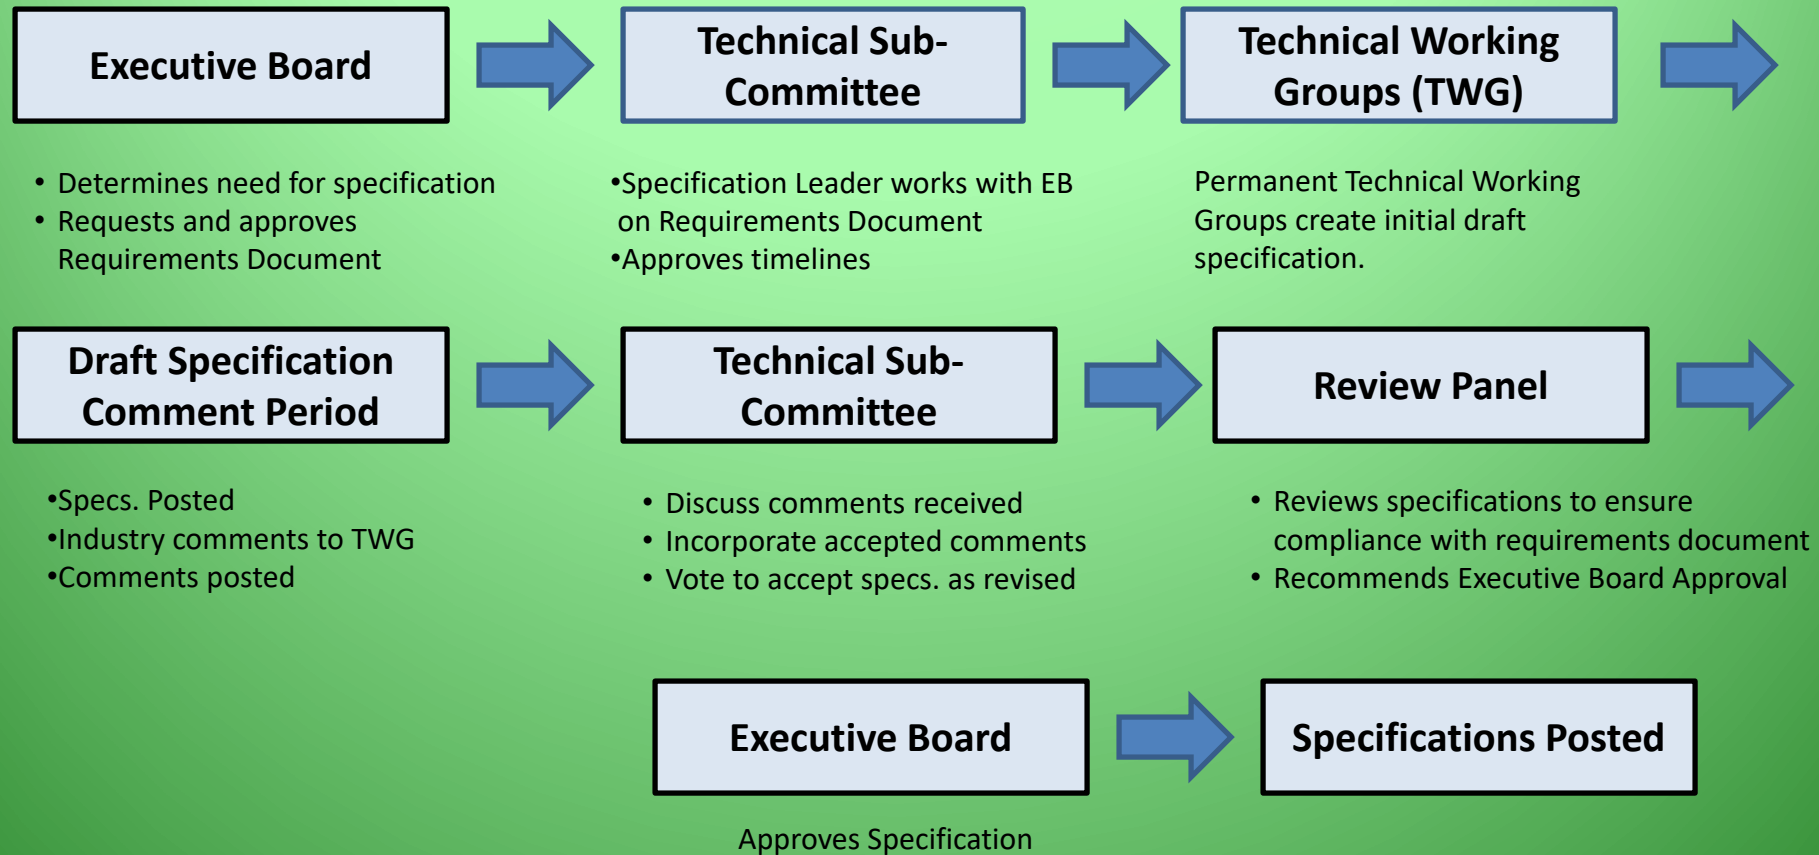 Executive Board
Technical Sub-
Committee
Technical Working
Groups (TWG)
• Determines need for specification
• Requests and approves
Requirements Document
•Specification Leader works with EB
on Requirements Document
•Approves timelines
Permanent Technical Working
Groups create initial draft
specification.
Draft Specification
Comment Period
Technical Sub-
Committee
Review Panel
•Specs. Posted
•Industry comments to TWG
•Comments posted
• Discuss comments received
• Incorporate accepted comments
• Vote to accept specs. as revised
• Reviews specifications to ensure
compliance with requirements document
• Recommends Executive Board Approval
Executive Board
Specifications Posted
Approves Specification